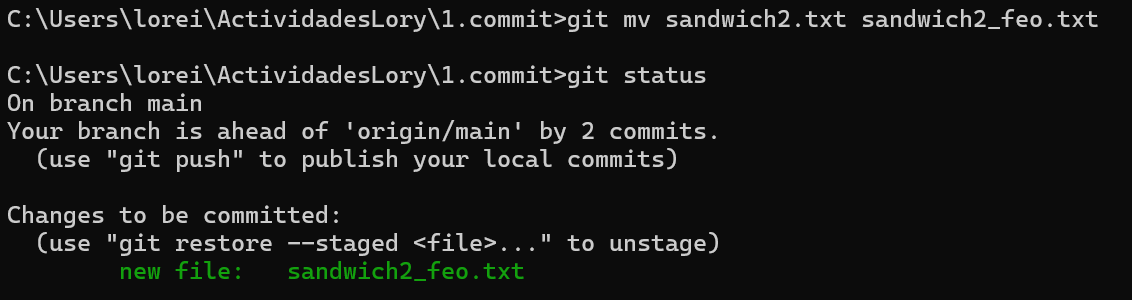 C:\Users\lorei\ActividadesLory\1.commit>git mv sandwich2.txt sandwich2_feo.txt
C:\Users\lorei\ActividadesLory\1.commit>git status
On branch main
Your branch is ahead of 'origin/main' by 2 commits.
  (use "git push" to publish your local commits)
Changes to be committed:
  (use "git restore --staged <file>..." to unstage)
        new file:   sandwich2_feo.txt